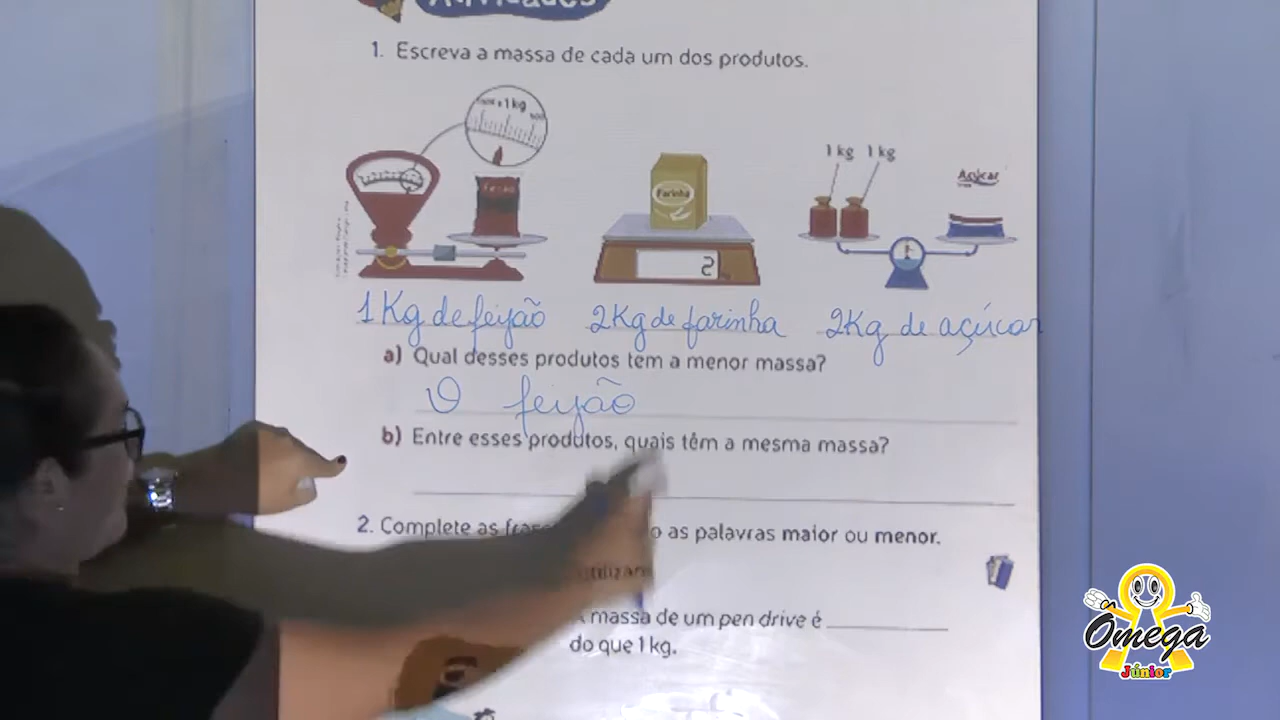 Atividades
1. Escreva a massa de cada um dos produtos.
1 kg
1 kg 1 kg
Açúcar
Feijão
Farinha
2
1Kg de feijão 2Kg de farinha 2Kg de açúcar
a) Qual desses produtos tem a menor massa?
O feijão
b) Entre esses produtos, quais têm a mesma massa?
2. Complete as o as palavras maior ou menor.
A massa de um pen drive é
do que 1 kg.
Ômega
Júnior